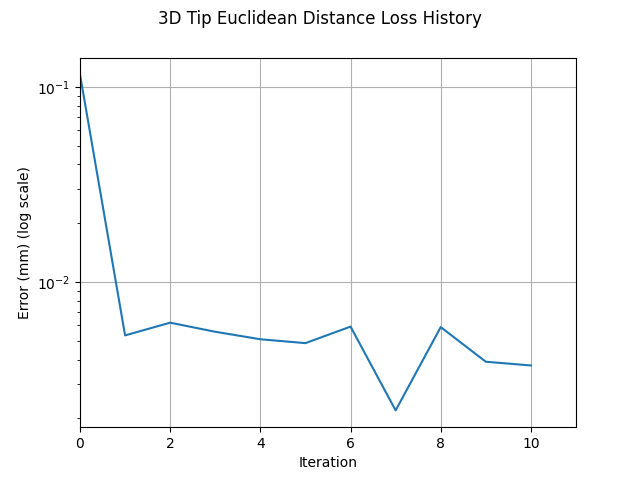 3D Tip Euclidean Distance Loss History
Error (mm) (log scale)
10⁻¹
10⁻²
0 2 4 6 8 10
Iteration